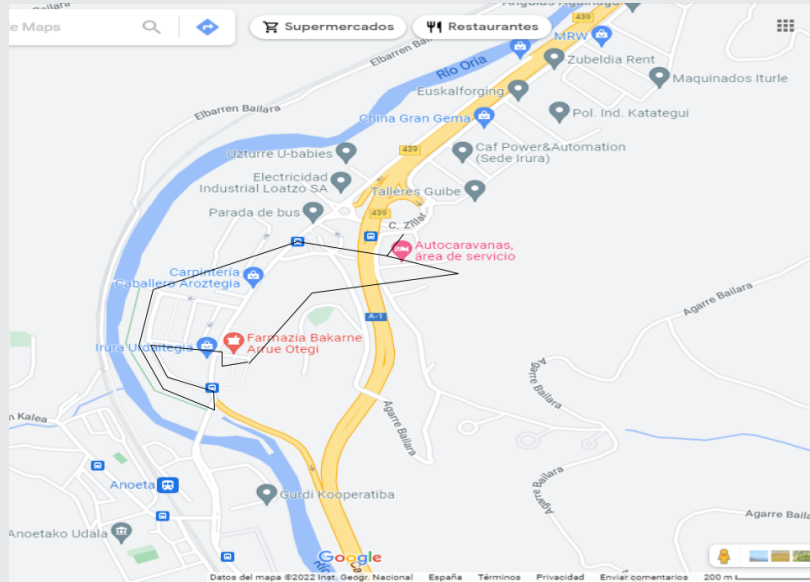 Bailara
Angulas Aguinaga
e Maps
Supermercados
Restaurantes
439
MRW
Elbarren Bailara
Río Oria
Zubeldia Rent
Maquinados Iturle
Euskalforging
Elbarren Bailara
Pol. Ind. Katategui
China Gran Gema
439
Caf Power&Automation
(Sede Irura)
Uzturre U-babies
Electricidad
Industrial Loatzo SA
Talleres Guibe
Parada de bus
439
C. Zilar
Autocaravanas,
área de servicio
Carpintería
Caballero Aroztegia
Agarre Bailara
A-1
Farmazia Bakarne
Arrue Otegi
Irura Udaltegia
Agarre Bailara
Agarre Bailara
n Kalea
Agarre Bailara
Anoeta
Gurdi Kooperatiba
Agarre Baila
Anoetako Udala
Google
Datos del mapa ©2022 Inst. Geogr. Nacional España Términos Privacidad Enviar comentarios 200 m